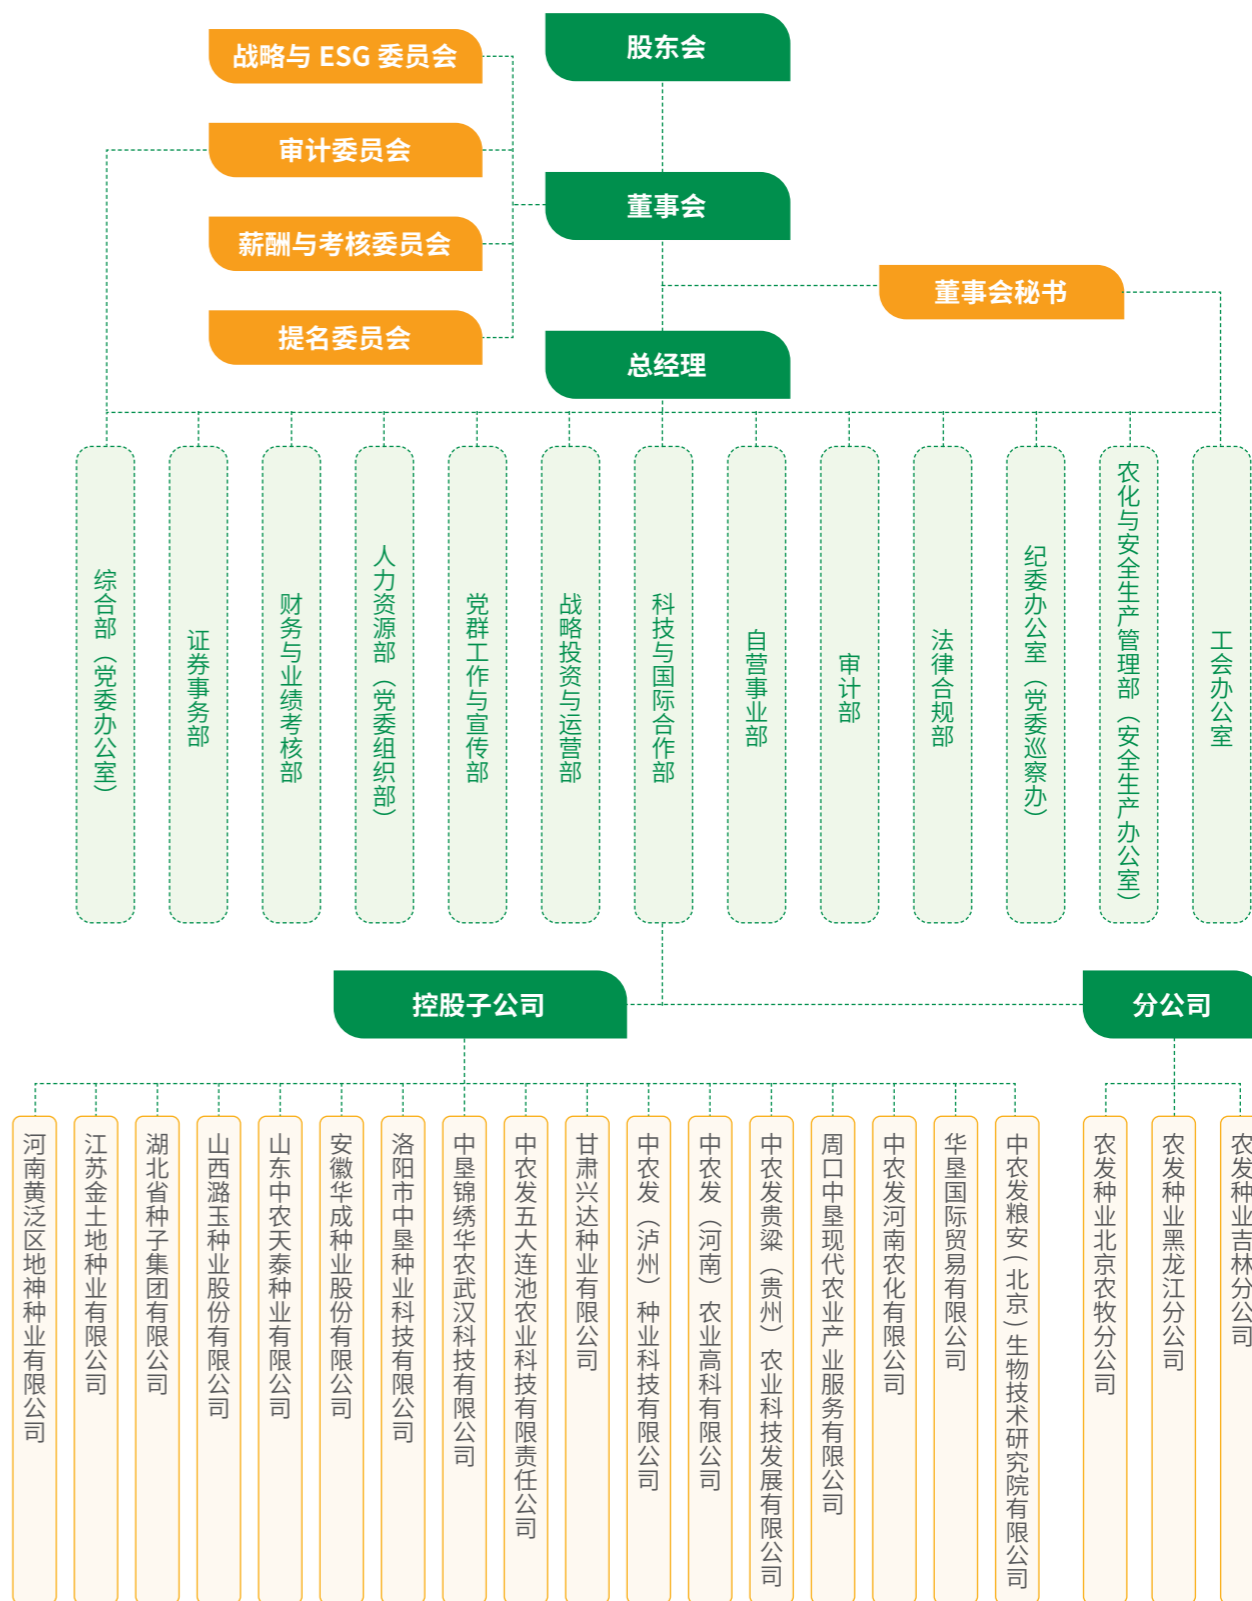 股东会
战略与 ESG 委员会
审计委员会
董事会
薪酬与考核委员会
董事会秘书
提名委员会
总经理
综合部（党委办公室）
证券事务部
财务与业绩考核部
人力资源部（党委组织部）
党群工作与宣传部
战略投资与运营部
科技与国际合作部
自营事业部
审计部
法律合规部
纪委办公室（党委巡察办）
农化与安全生产管理部（安全生产办公室）
工会办公室
控股子公司
分公司
河南黄泛区地神种业有限公司
江苏金土地种业有限公司
湖北省种子集团有限公司
山西潞玉种业股份有限公司
山东中农天泰种业有限公司
安徽华成种业股份有限公司
洛阳市中垦种业科技有限公司
中垦锦绣华农武汉科技有限公司
中农发五大连池农业科技有限责任公司
甘肃兴达种业有限公司
中农发（泸州）种业科技有限公司
中农发（河南）农业高科有限公司
中农发贵粱（贵州）农业科技发展有限公司
周口中垦现代农业产业服务有限公司
中农发河南农化有限公司
华垦国际贸易有限公司
中农发粮安（北京）生物技术研究院有限公司
农发种业北京农牧分公司
农发种业黑龙江分公司
农发种业吉林分公司